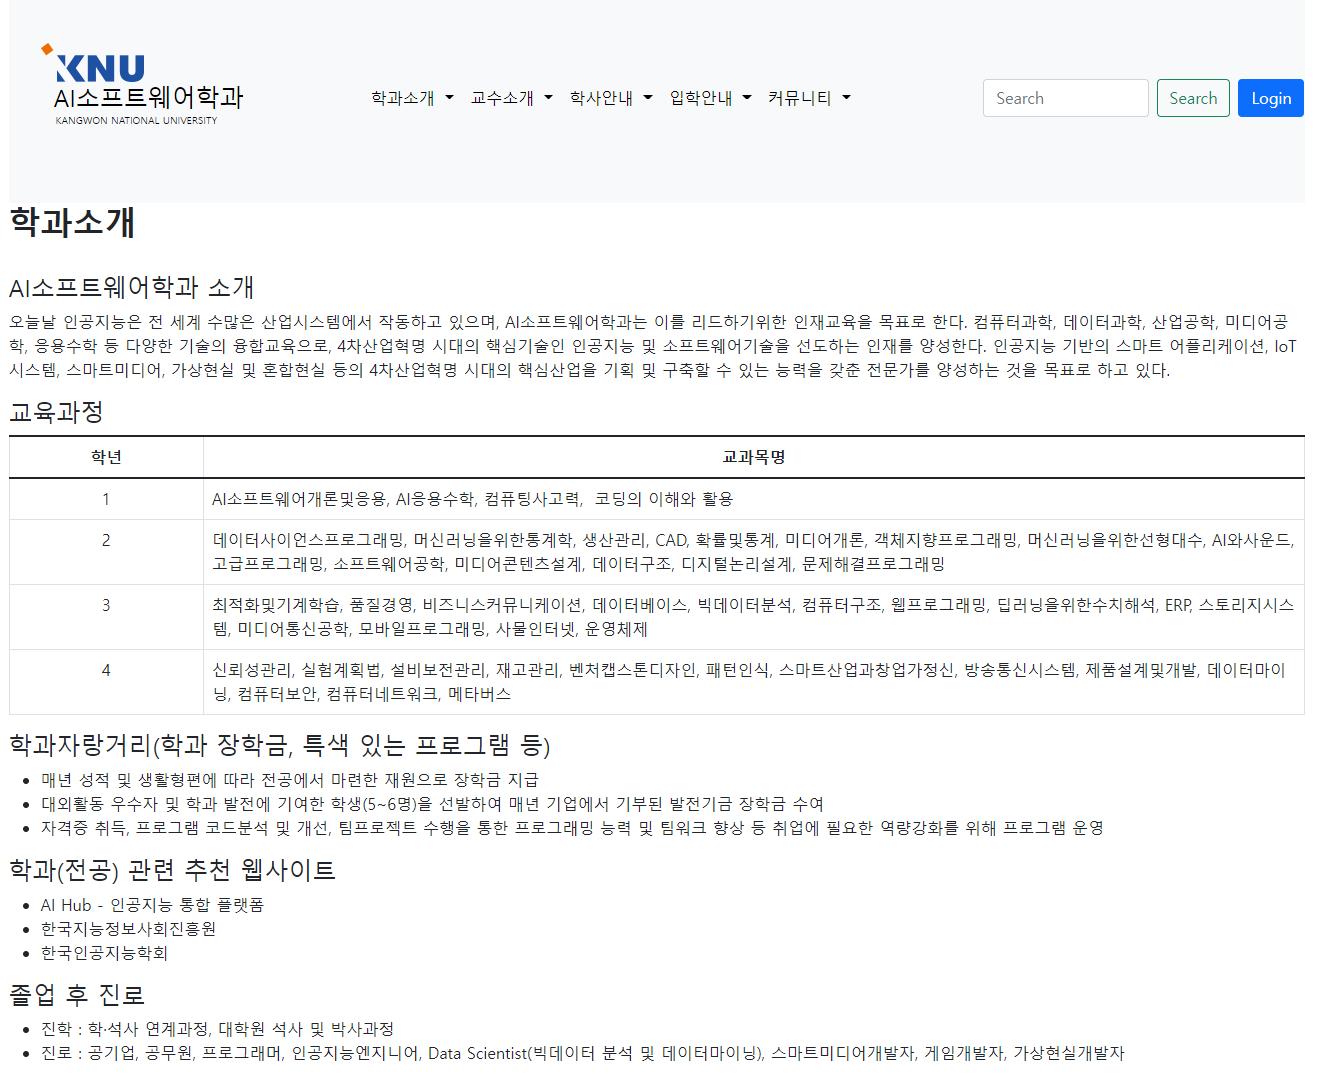 KNU
AI소프트웨어학과
KANGWON NATIONAL UNIVERSITY
학과소개 교수소개 학사안내 입학안내 커뮤니티 Search Search Login
학과소개
AI소프트웨어학과 소개
오늘날 인공지능은 전 세계 수많은 산업시스템에서 작동하고 있으며, AI소프트웨어학과는 이를 리드하기위한 인재교육을 목표로 한다. 컴퓨터과학, 데이터과학, 산업공학, 미디어공
학, 응용수학 등 다양한 기술의 융합교육으로, 4차산업혁명 시대의 핵심기술인 인공지능 및 소프트웨어기술을 선도하는 인재를 양성한다. 인공지능 기반의 스마트 어플리케이션, IoT
시스템, 스마트미디어, 가상현실 및 혼합현실 등의 4차산업혁명 시대의 핵심산업을 기획 및 구축할 수 있는 능력을 갖춘 전문가를 양성하는 것을 목표로 하고 있다.
교육과정
학년 교과목명
1 AI소프트웨어개론및응용, AI응용수학, 컴퓨팅사고력, 코딩의 이해와 활용
2 데이터사이언스프로그래밍, 머신러닝을위한통계학, 생산관리, CAD, 확률및통계, 미디어개론, 객체지향프로그래밍, 머신러닝을위한선형대수, AI와사운드,
고급프로그래밍, 소프트웨어공학, 미디어콘텐츠설계, 데이터구조, 디지털논리설계, 문제해결프로그래밍
3 최적화및기계학습, 품질경영, 비즈니스커뮤니케이션, 데이터베이스, 빅데이터분석, 컴퓨터구조, 웹프로그래밍, 딥러닝을위한수치해석, ERP, 스토리지시스
템, 미디어통신공학, 모바일프로그래밍, 사물인터넷, 운영체제
4 신뢰성관리, 실험계획법, 설비보전관리, 재고관리, 벤처캡스톤디자인, 패턴인식, 스마트산업과창업가정신, 방송통신시스템, 제품설계및개발, 데이터마이
닝, 컴퓨터보안, 컴퓨터네트워크, 메타버스
학과자랑거리(학과 장학금, 특색 있는 프로그램 등)
• 매년 성적 및 생활형편에 따라 전공에서 마련한 재원으로 장학금 지급
• 대외활동 우수자 및 학과 발전에 기여한 학생(5~6명)을 선발하여 매년 기업에서 기부된 발전기금 장학금 수여
• 자격증 취득, 프로그램 코드분석 및 개선, 팀프로젝트 수행을 통한 프로그래밍 능력 및 팀워크 향상 등 취업에 필요한 역량강화를 위해 프로그램 운영
학과(전공) 관련 추천 웹사이트
• AI Hub - 인공지능 통합 플랫폼
• 한국지능정보사회진흥원
• 한국인공지능학회
졸업 후 진로
• 진학 : 학·석사 연계과정, 대학원 석사 및 박사과정
• 진로 : 공기업, 공무원, 프로그래머, 인공지능엔지니어, Data Scientist(빅데이터 분석 및 데이터마이닝), 스마트미디어개발자, 게임개발자, 가상현실개발자